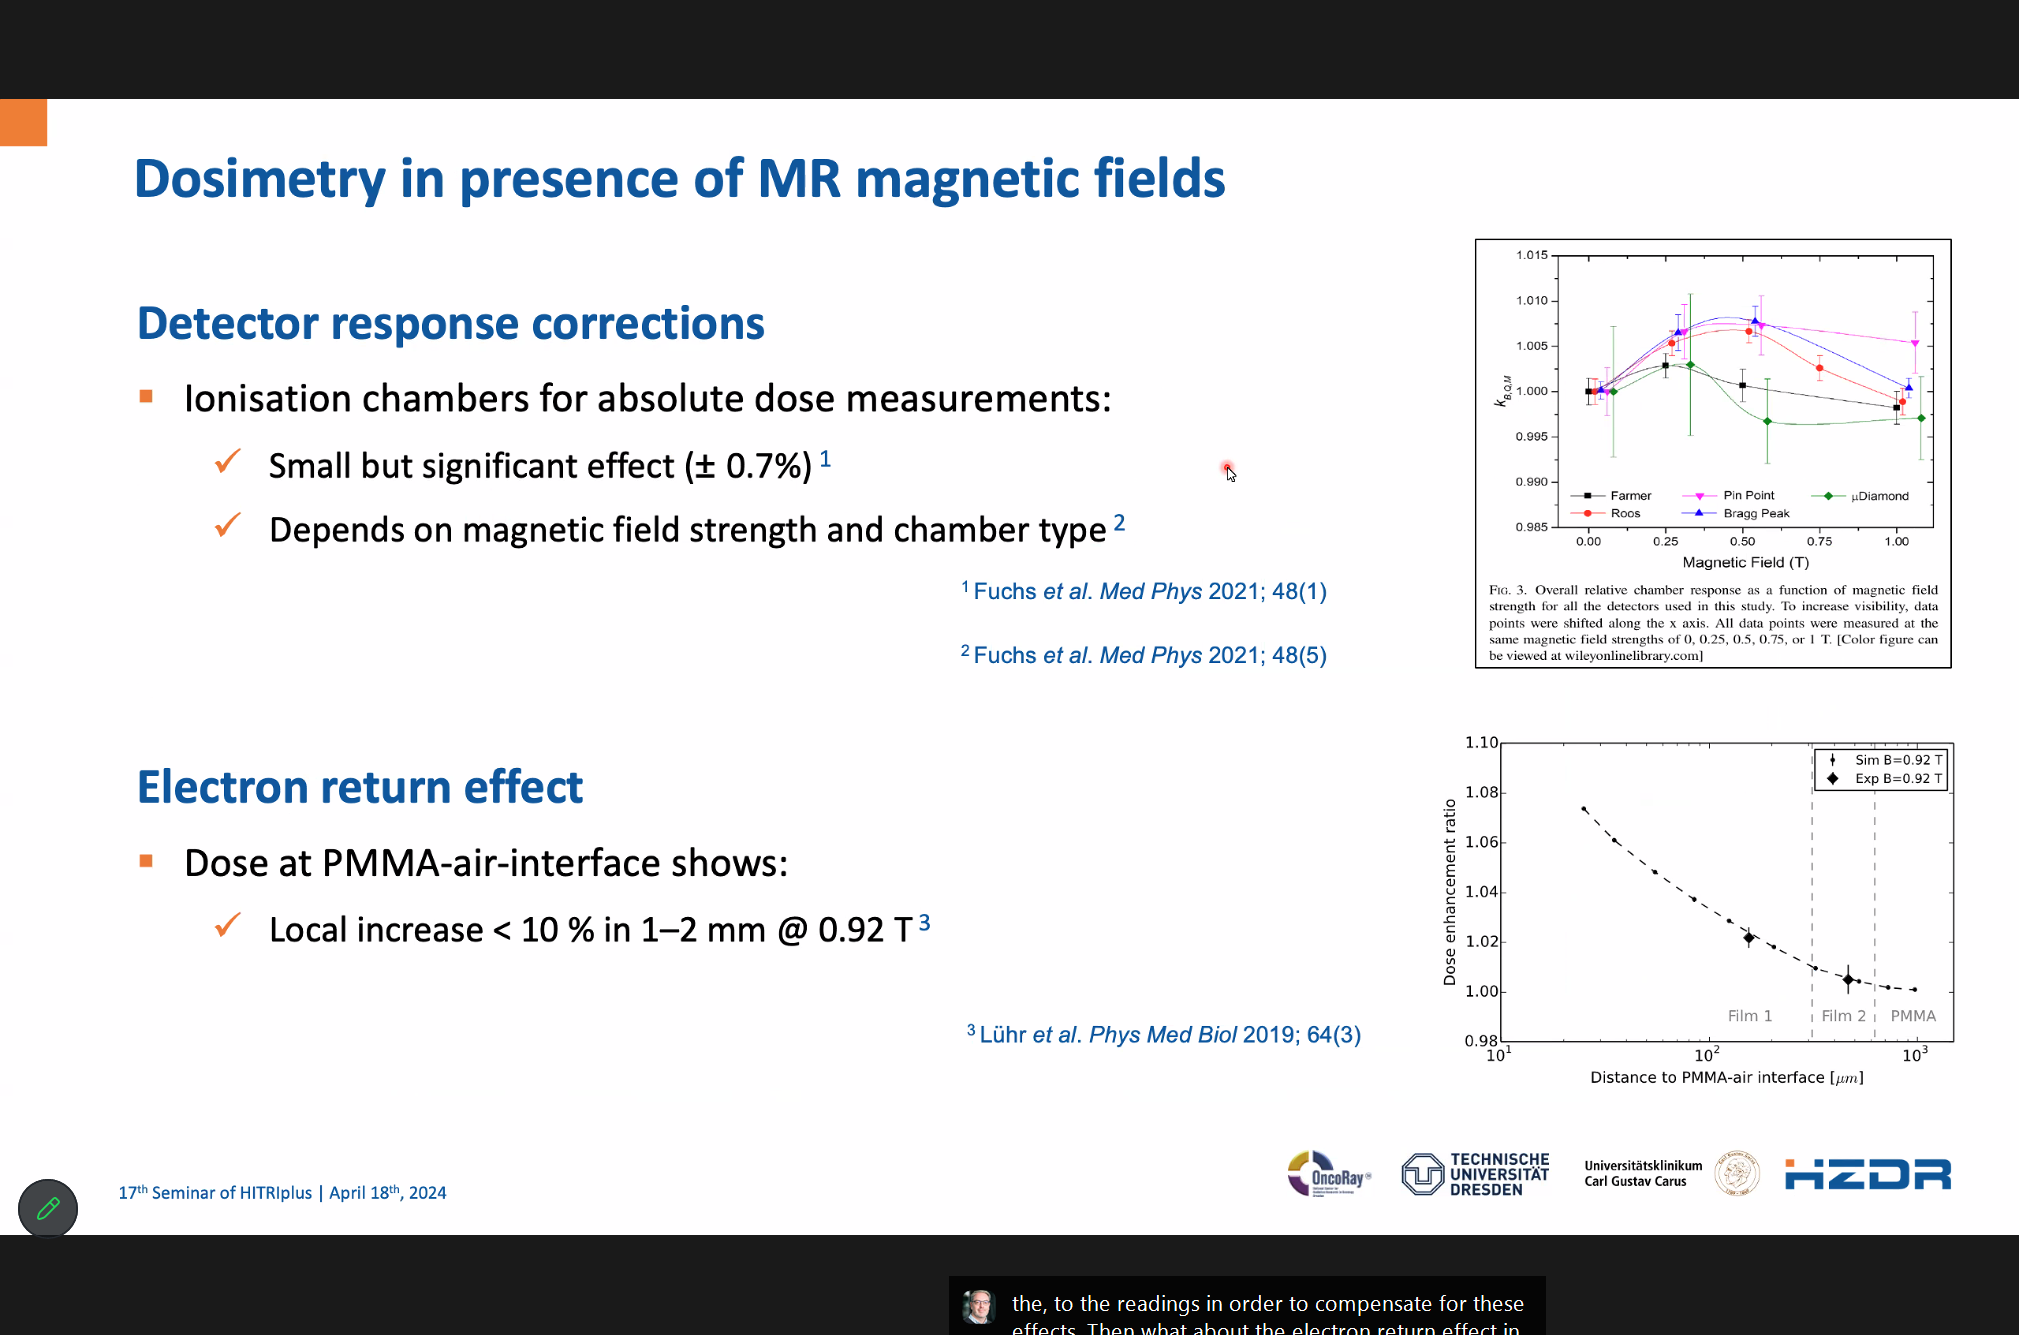 Dosimetry in presence of MR magnetic fields
Detector response corrections
Ionisation chambers for absolute dose measurements:
Small but significant effect (± 0.7%) 1
Depends on magnetic field strength and chamber type 2
1 Fuchs et al. Med Phys 2021; 48(1)
2 Fuchs et al. Med Phys 2021; 48(5)
1.015
1.010
1.005
1.000
0.995
0.990
0.985
kB,Q,M
Farmer
Pin Point
μDiamond
Roos
Bragg Peak
0.00 0.25 0.50 0.75 1.00
Magnetic Field (T)
FIG. 3. Overall relative chamber response as a function of magnetic field
strength for all the detectors used in this study. To increase visibility, data
points were shifted along the x axis. All data points were measured at the
same magnetic field strengths of 0, 0.25, 0.5, 0.75, or 1 T. [Color figure can
be viewed at wileyonlinelibrary.com]
Electron return effect
Dose at PMMA-air-interface shows:
Local increase < 10 % in 1–2 mm @ 0.92 T 3
3 Lühr et al. Phys Med Biol 2019; 64(3)
1.10
1.08
1.06
1.04
1.02
1.00
0.98
Dose enhancement ratio
Sim B=0.92 T
Exp B=0.92 T
Film 1 Film 2 PMMA
10¹ 10² 10³
Distance to PMMA-air interface [μm]
17th Seminar of HITRIplus | April 18th, 2024
OncoRay
TECHNISCHE
UNIVERSITÄT
DRESDEN
Universitätsklinikum
Carl Gustav Carus
HZDR
the, to the readings in order to compensate for these
effects. Then what about the electron return effect in